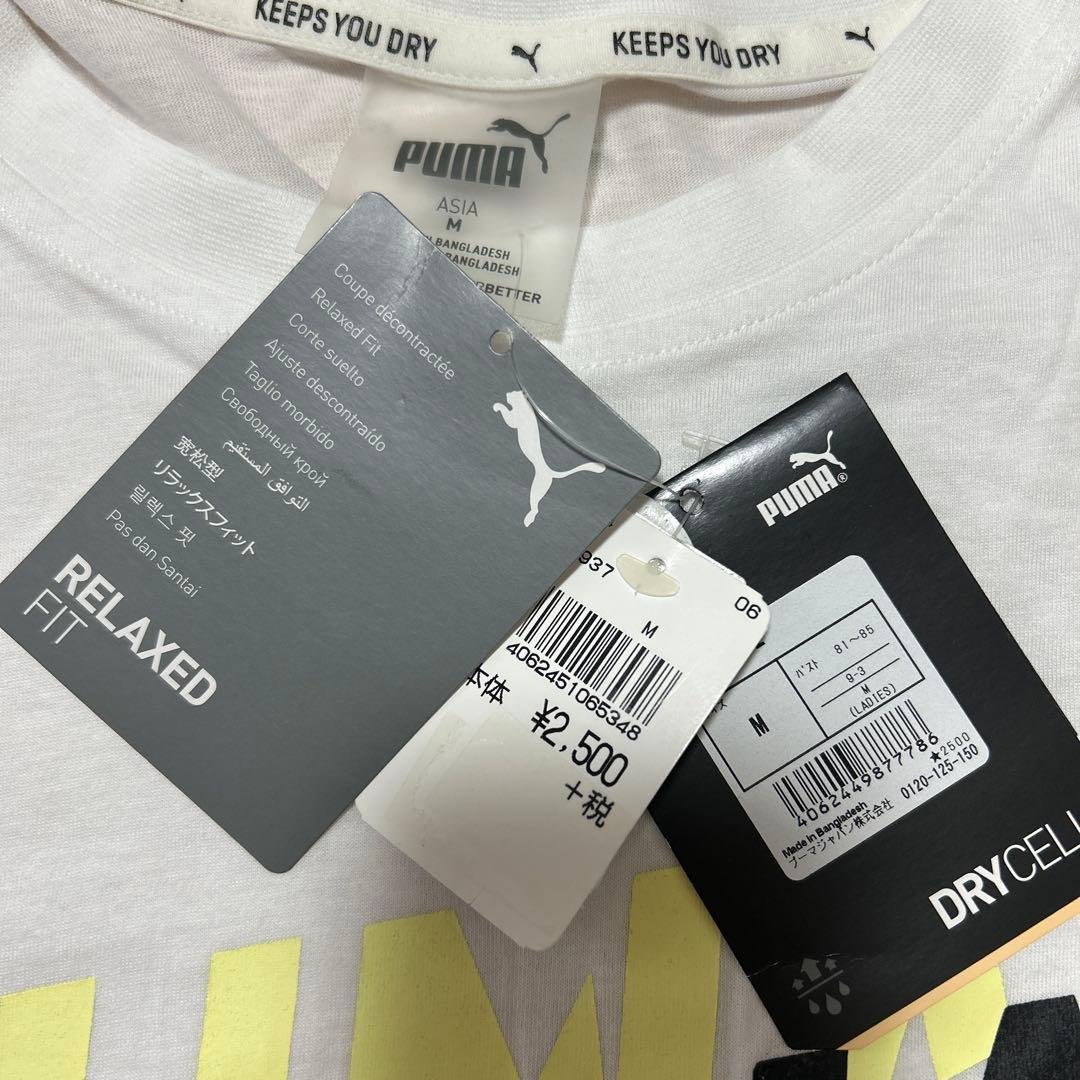 KEEPS YOU DRY
KEEPS YOU DRY
PUMA
ASIA
M
BANGLADESH
BANGLADESH
RBETTER
Coupe décontractée
Relaxed Fit
Corte suelto
Ajuste descontraído
Taglio morbido
Свободный крой
التوافق المستقيم
宽松型
リラックスフィット
릴렉스 핏
Pas dan Santai
RELAXED
FIT
937
06
M
4062451065348
本体
¥2,500
+税
PUMA®
M
バスト 81~85
9-3
M
(LADIES)
4062449877786
★2500
Made in Bangladesh
プーマジャパン株式会社 0120-125-150
DRYCELL